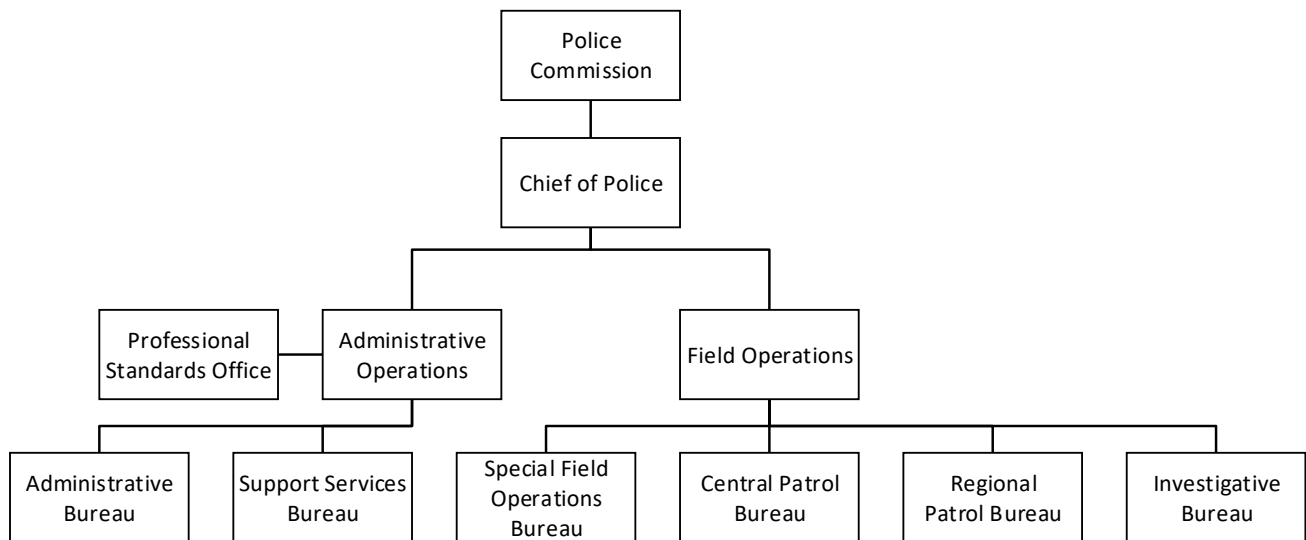 Police
Commission
Chief of Police
Professional
Standards Office
Administrative
Operations
Field Operations
Administrative
Bureau
Support Services
Bureau
Special Field
Operations
Bureau
Central Patrol
Bureau
Regional
Patrol Bureau
Investigative
Bureau